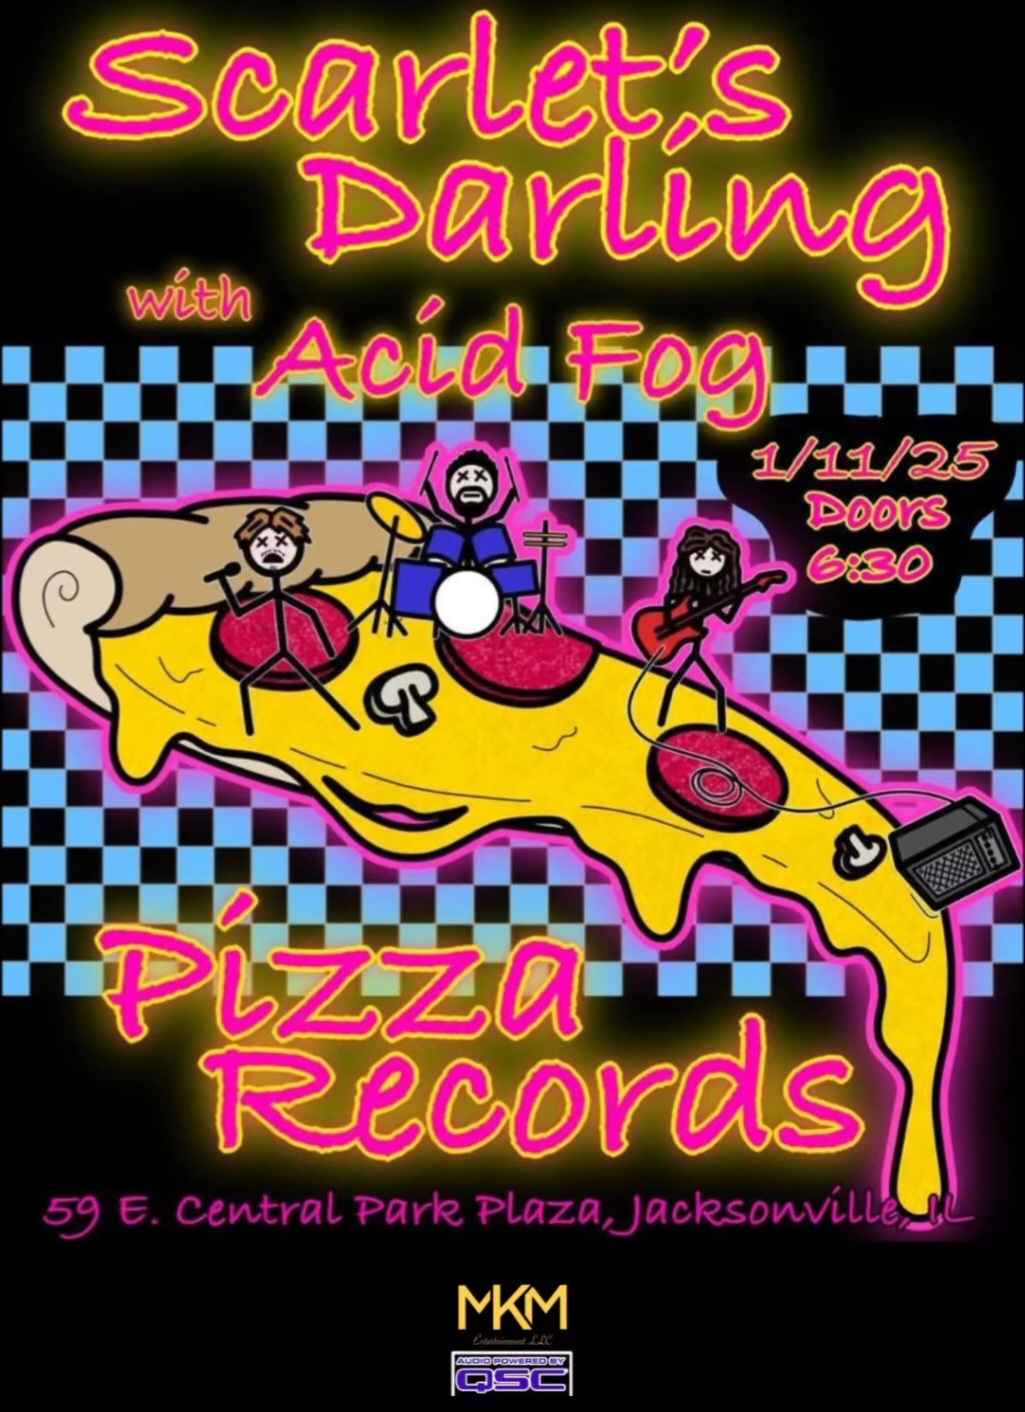 Scarlet's
Darling
with
Acid Fog
1/11/25
Doors
6:30
Pizza
Records
59 E. Central Park Plaza, Jacksonville, IL
MKM
Entertainment LLC
AUDIO POWERED BY
QSC